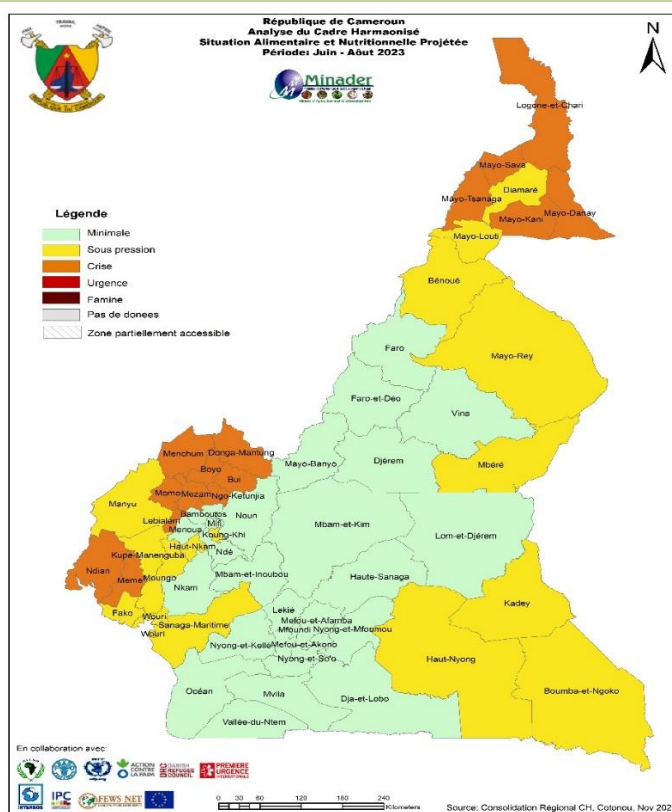 République de Cameroun
Analyse du Cadre Harmaonisé
Situation Alimentaire et Nutritionnelle Projetée
Période: Juin - Aôut 2023
N
Minader
Logone-et-Chari
Mayo-Sava
Diamaré
Mayo-Tsanaga
Mayo-Kani
Mayo-Danay
Mayo-Louti
Légende
Minimale
Sous pression
Crise
Urgence
Famine
Pas de donees
Zone partiellement accessible
Bénoué
Mayo-Rey
Faro
Faro-et-Déo
Vina
Mbéré
Djérem
Mayo-Banyo
Menchum
Donga-Mantung
Boyo
Bui
Momo
Mezam
Ngo-Ketunjia
Manyu
Lebialem
Bamboutos
Mifi
Noun
Menoua
Koung-Khi
Haut-Nkam
Ndé
Mbam-et-Kim
Lom-et-Djérem
Kupe-Manenguba
Ndian
Meme
Moungo
Nkam
Mbam-et-Inoubou
Haute-Sanaga
Fako
Wouri
Wouri
Sanaga-Maritime
Lekié
Mefou-et-Afamba
Mfoundi
Nyong-et-Mfoumou
Nyong-et-Kellé
Mefou-et-Akono
Nyong-et-So'o
Kadey
Haut-Nyong
Boumba-et-Ngoko
Océan
Mvila
Dja-et-Lobo
Vallée-du-Ntem
En collaboration avec:
ACTION
CONTRE
LA FAIM
DANISH
REFUGEE
COUNCIL
PREMIERE
URGENCE
INTERSOS
IPC
FEWS NET
0 30 60 120 180 240
Kilometers
Source: Consolidation Régional CH, Cotonou, Nov 202